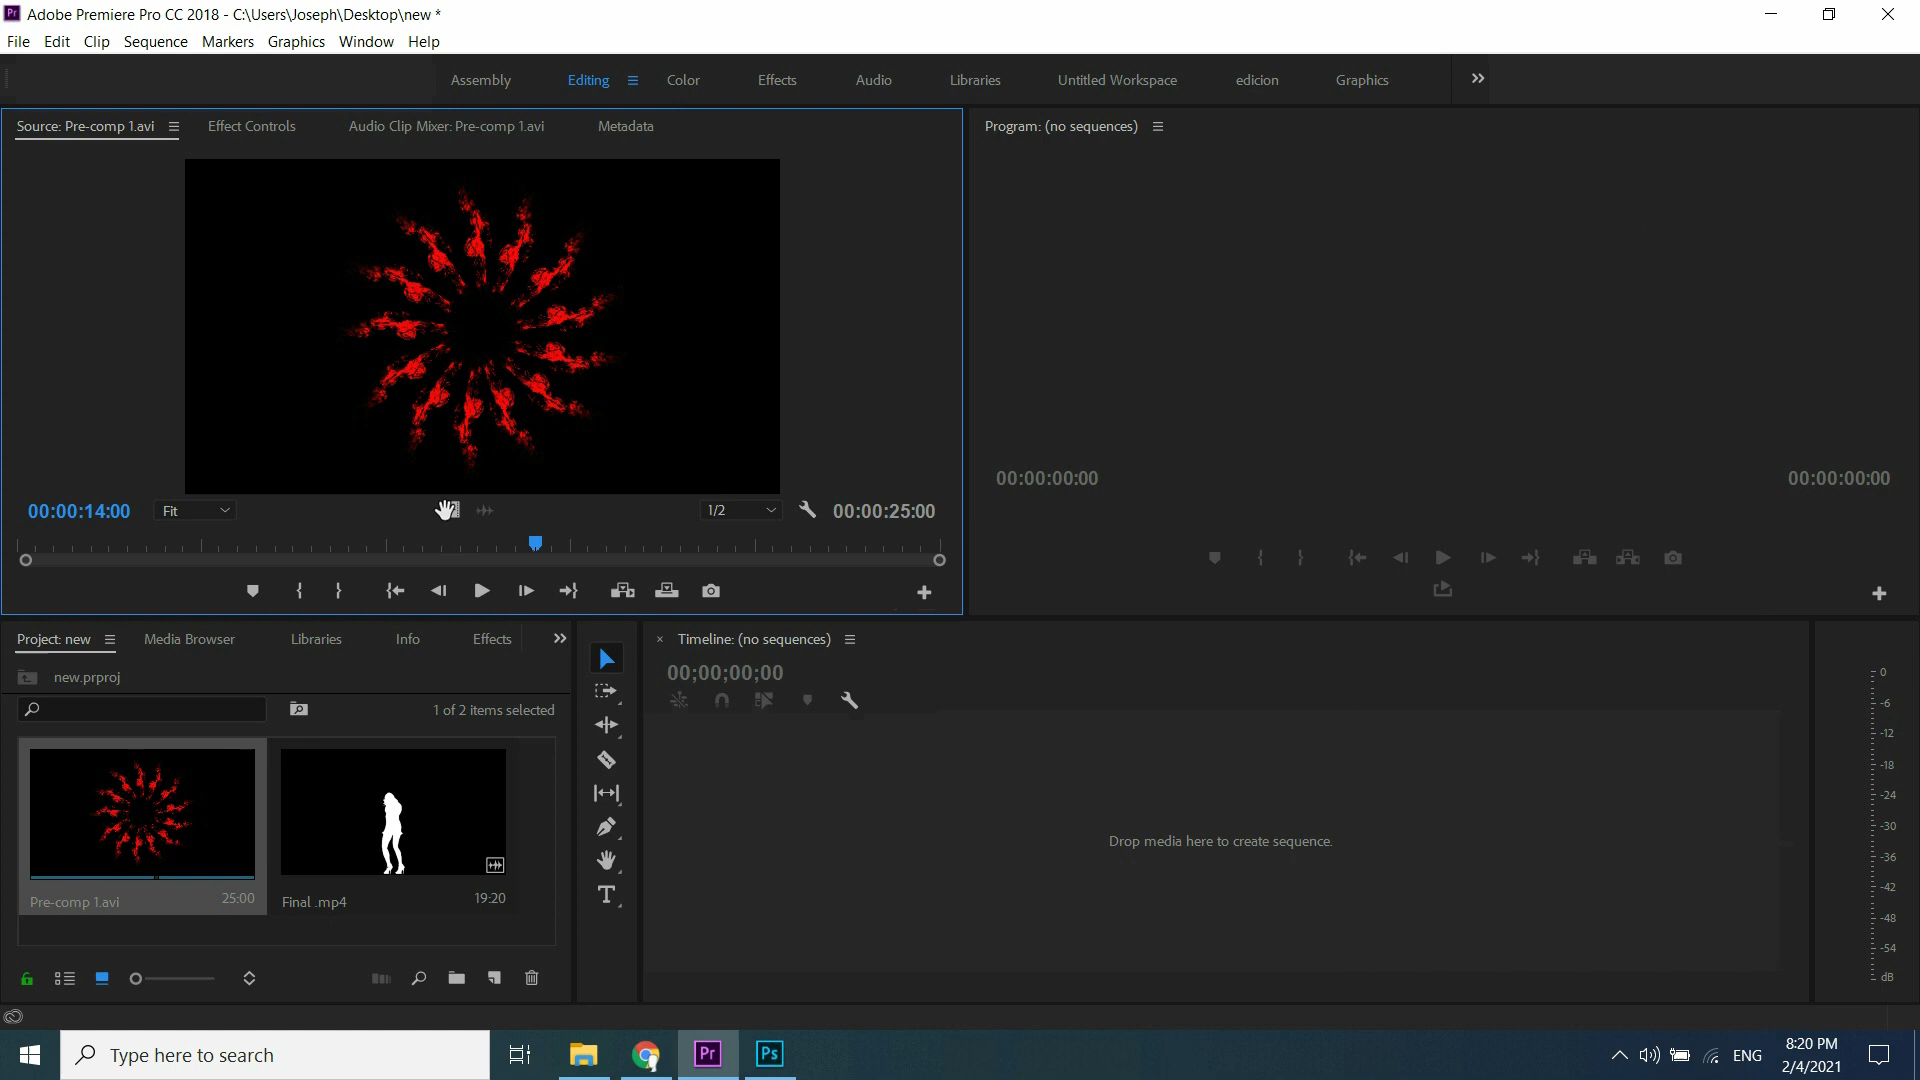 Pr Adobe Premiere Pro CC 2018 - C:\Users\Joseph\Desktop\new *
File Edit Clip Sequence Markers Graphics Window Help
Assembly Editing Color Effects Audio Libraries Untitled Workspace edicion Graphics
Source: Pre-comp 1.avi Effect Controls Audio Clip Mixer: Pre-comp 1.avi Metadata
Program: (no sequences)
00:00:00:00 00:00:00:00
00:00:14:00 Fit 1/2 00:00:25:00
Project: new Media Browser Libraries Info Effects
new.prproj
1 of 2 items selected
Pre-comp 1.avi 25:00
Final .mp4 19:20
T
× Timeline: (no sequences)
00;00;00;00
Drop media here to create sequence.
0
-6
-12
-18
-24
-30
-36
-42
-48
-54
dB
Type here to search
Pr
Ps
ENG
8:20 PM
2/4/2021